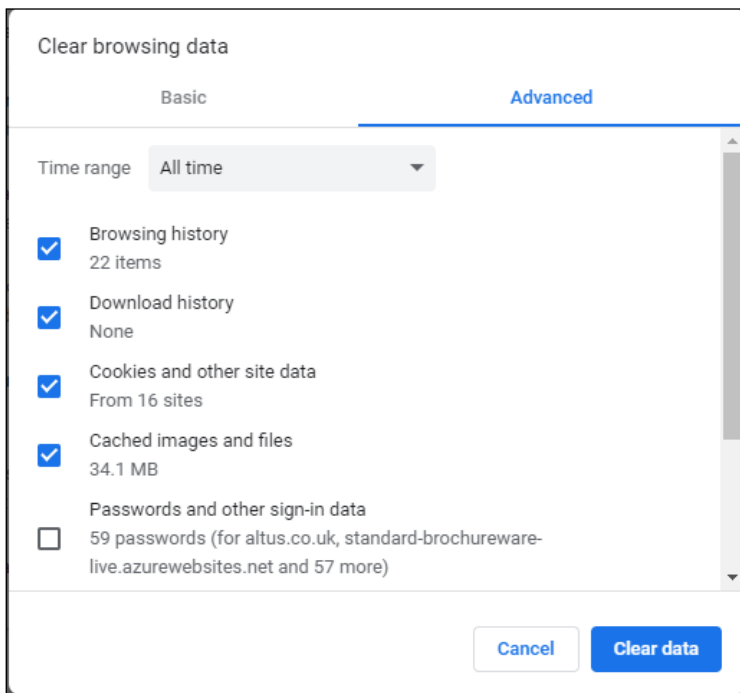 Clear browsing data
Basic
Advanced
Time range
All time
Browsing history
22 items
Download history
None
Cookies and other site data
From 16 sites
Cached images and files
34.1 MB
Passwords and other sign-in data
59 passwords (for altus.co.uk, standard-brochureware-
live.azurewebsites.net and 57 more)
Cancel
Clear data